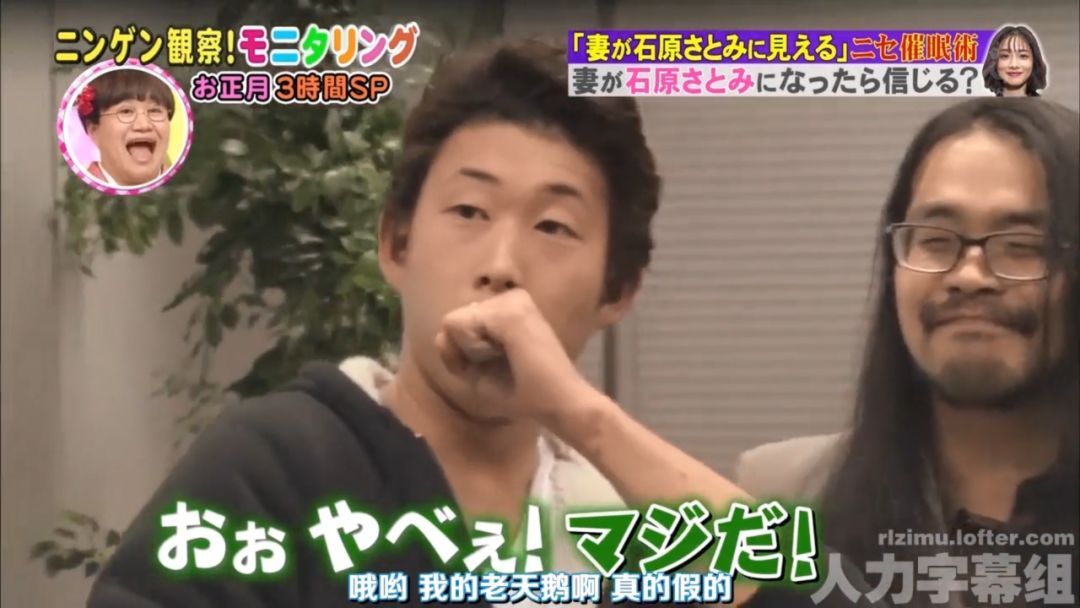 ニンゲン観察!モニタリング
お正月3時間SP
「妻が石原さとみに見える」ニセ催眠術
妻が石原さとみになったら信じる?
おぉ やべぇ! マジだ!
哦哟 我的老天鹅啊 真的假的
rlzimu.lofter.com
人力字幕组